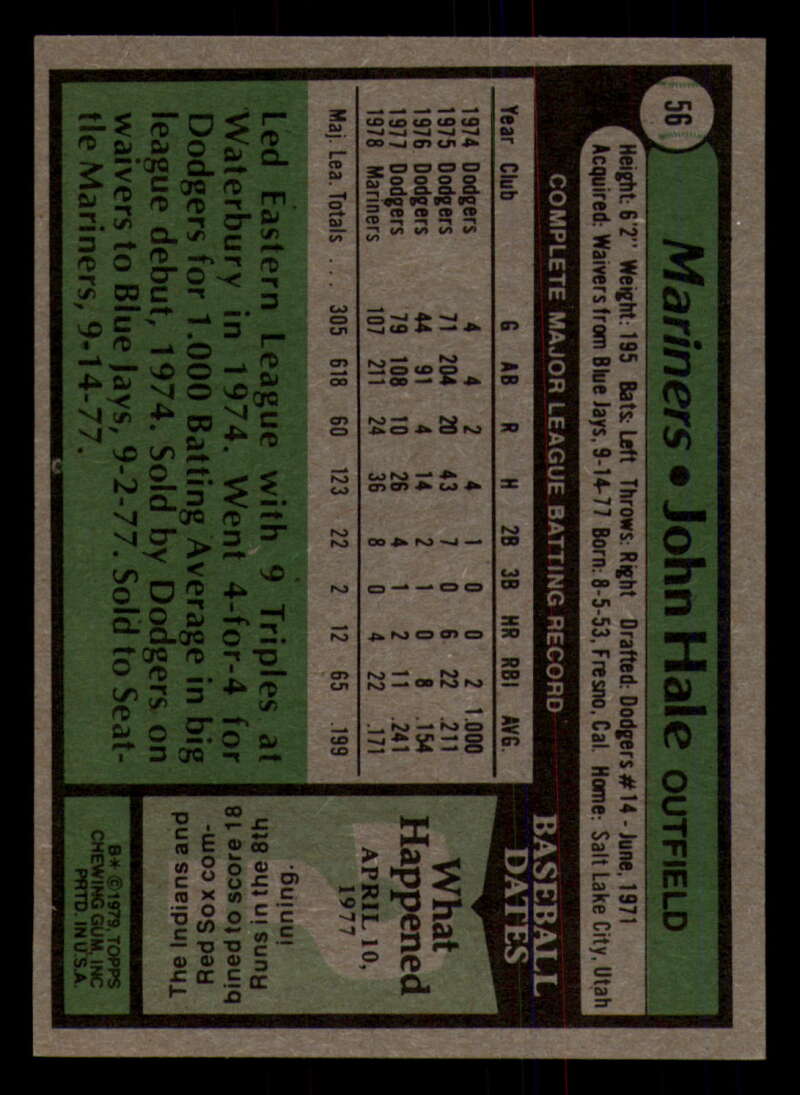 56
Mariners • John Hale OUTFIELD
Height: 6'2" Weight: 195 Bats: Left Throws: Right Drafted: Dodgers #14 - June, 1971
Acquired: Waivers from Blue Jays, 9-14-77 Born: 8-5-53, Fresno, Cal. Home: Salt Lake City, Utah
COMPLETE MAJOR LEAGUE BATTING RECORD
Year Club G AB R H 2B 3B HR RBI AVG.
1974 Dodgers 4 4 2 4 1 0 0 2 1.000
1975 Dodgers 71 204 20 43 7 0 6 22 .211
1976 Dodgers 44 91 4 14 2 1 0 8 .154
1977 Dodgers 79 108 10 26 4 1 2 11 .241
1978 Mariners 107 211 24 36 8 0 4 22 .171
Maj. Lea. Totals . . . 305 618 60 123 22 2 12 65 .199
Led Eastern League with 9 Triples at
Waterbury in 1974. Went 4-for-4 for
Dodgers for 1.000 Batting Average in big
league debut, 1974. Sold by Dodgers on
waivers to Blue Jays, 9-2-77. Sold to Seat-
tle Mariners, 9-14-77.
BASEBALL
DATES
What
Happened
APRIL 10,
1977
The Indians and
Red Sox com-
bined to score 18
Runs in the 8th
inning.
B* ©1979, TOPPS
CHEWING GUM, INC
PRTD. IN U.S.A.